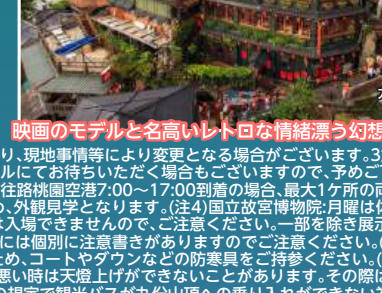 映画のモデルと名高いレトロな情緒漂う幻想
り、現地事情等により変更となる場合がございます。3
ルにてお待ちいただく場合もございますので、予めご
往路桃園空港7:00〜17:00到着の場合、最大1ケ所の
、外観見学となります。(注4)国立故宮博物院:月曜は休
は入場できませんので、ご注意ください。一部を除き展示
には個別に注意書きがありますのでご注意ください。(
ため、コートやダウンなどの防寒具をご持参ください。(
悪い時は天燈上げができないことがあります。その際に